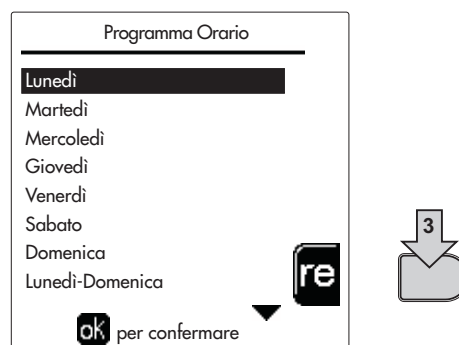 Programma Orario
Lunedì
Martedì
Mercoledì
Giovedì
Venerdì
Sabato
Domenica
Lunedì-Domenica
re
ok per confermare
3